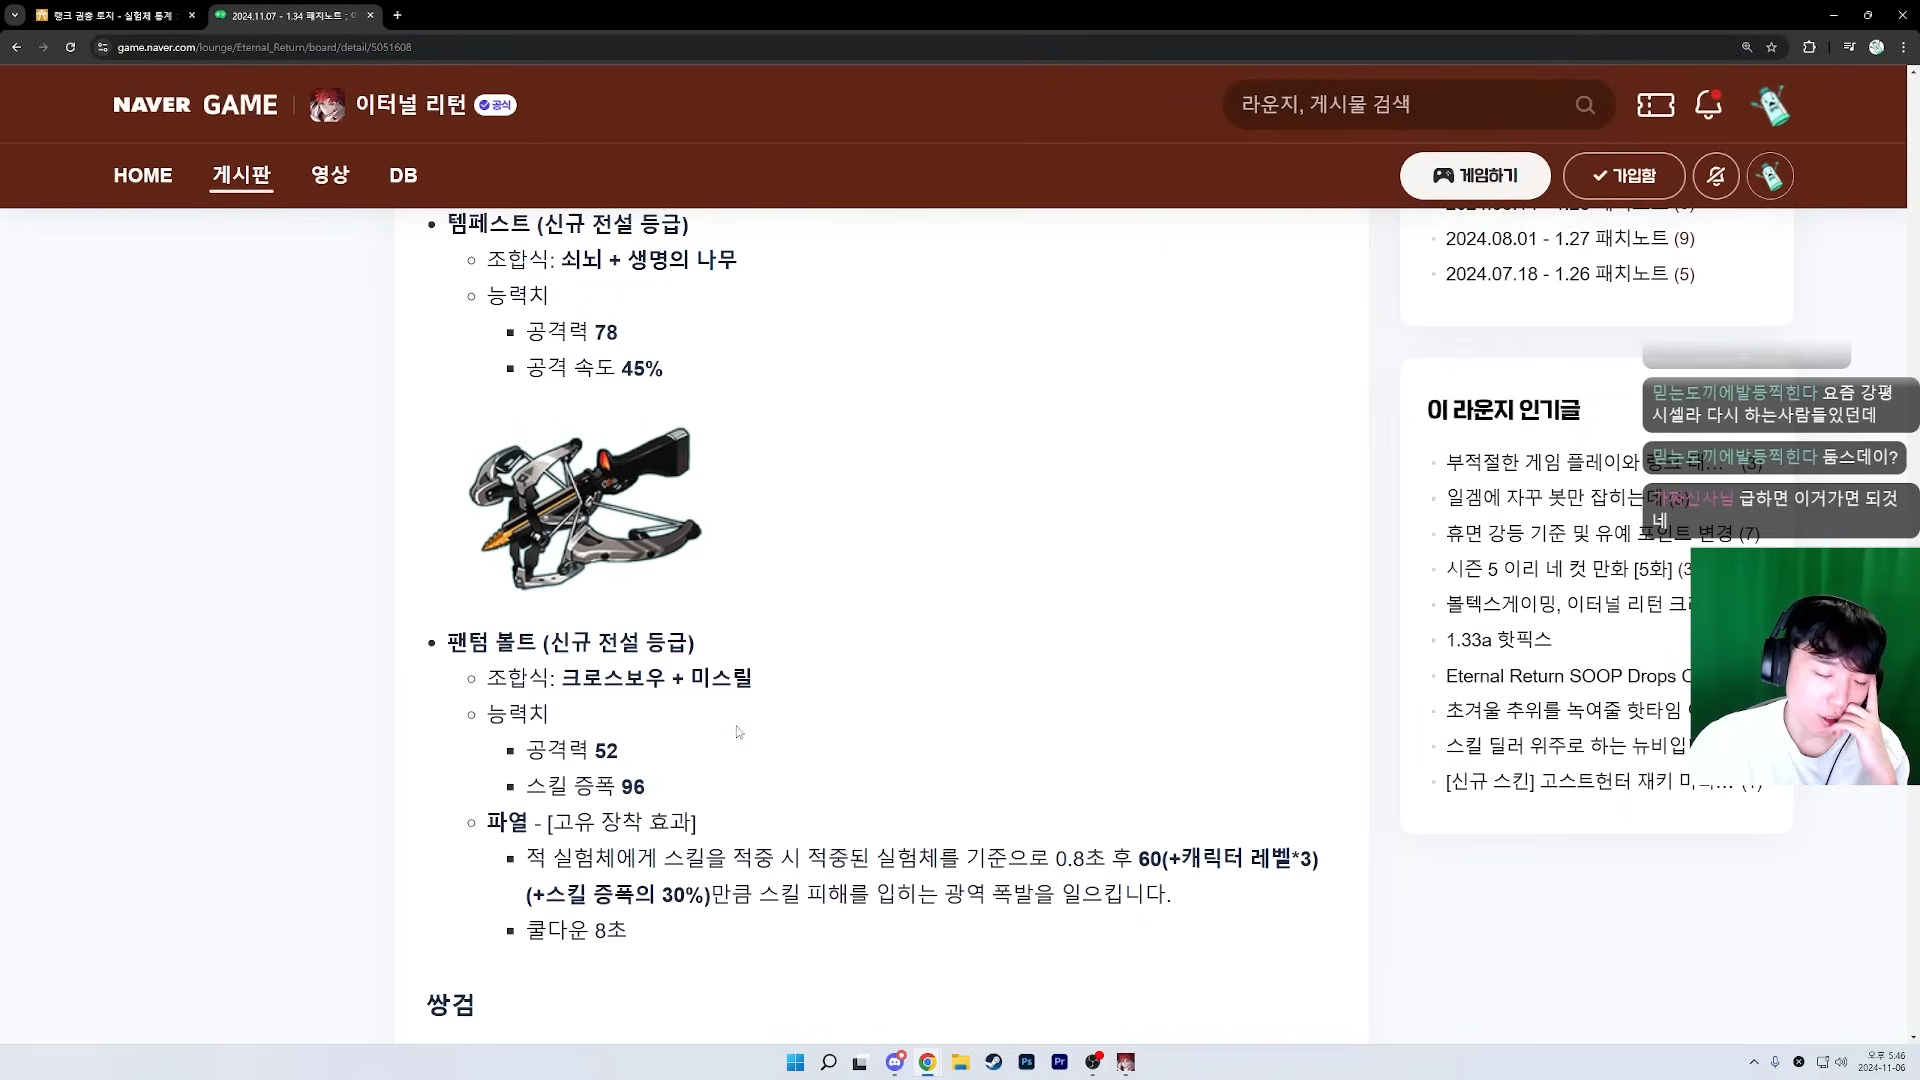 랭크 권총 로지 - 실험체 통계
2024.11.07 - 1.34 패치노트 :
game.naver.com/lounge/Eternal_Return/board/detail/5051608
NAVER GAME
이터널 리턴
공식
라운지, 게시물 검색
HOME
게시판
영상
DB
게임하기
가입함
템페스트 (신규 전설 등급)
조합식: 쇠뇌 + 생명의 나무
능력치
공격력 78
공격 속도 45%
팬텀 볼트 (신규 전설 등급)
조합식: 크로스보우 + 미스릴
능력치
공격력 52
스킬 증폭 96
파열 - [고유 장착 효과]
적 실험체에게 스킬을 적중 시 적중된 실험체를 기준으로 0.8초 후 60(+캐릭터 레벨*3)
(+스킬 증폭의 30%)만큼 스킬 피해를 입히는 광역 폭발을 일으킵니다.
쿨다운 8초
쌍검
2024.08.01 - 1.27 패치노트 (9)
2024.07.18 - 1.26 패치노트 (5)
이 라운지 인기글
부적절한 게임 플레이와
일겜에 자꾸 봇만 잡히는데
휴면 강등 기준 및 유예 포인트 변경 (7)
시즌 5 이리 네 컷 만화 [5화]
볼텍스게이밍, 이터널 리턴
1.33a 핫픽스
Eternal Return SOOP Drops
초겨울 추위를 녹여줄 핫타임
스킬 딜러 위주로 하는
[신규 스킨] 고스트헌터 재키
믿는도끼에발등찍힌다 요즘 강평
시셀라 다시 하는사람들있던데
믿는도끼에발등찍힌다 둠스데이?
급하면 이거가면 되것
네
Ps
Pr
오후 5:46
2024-11-06